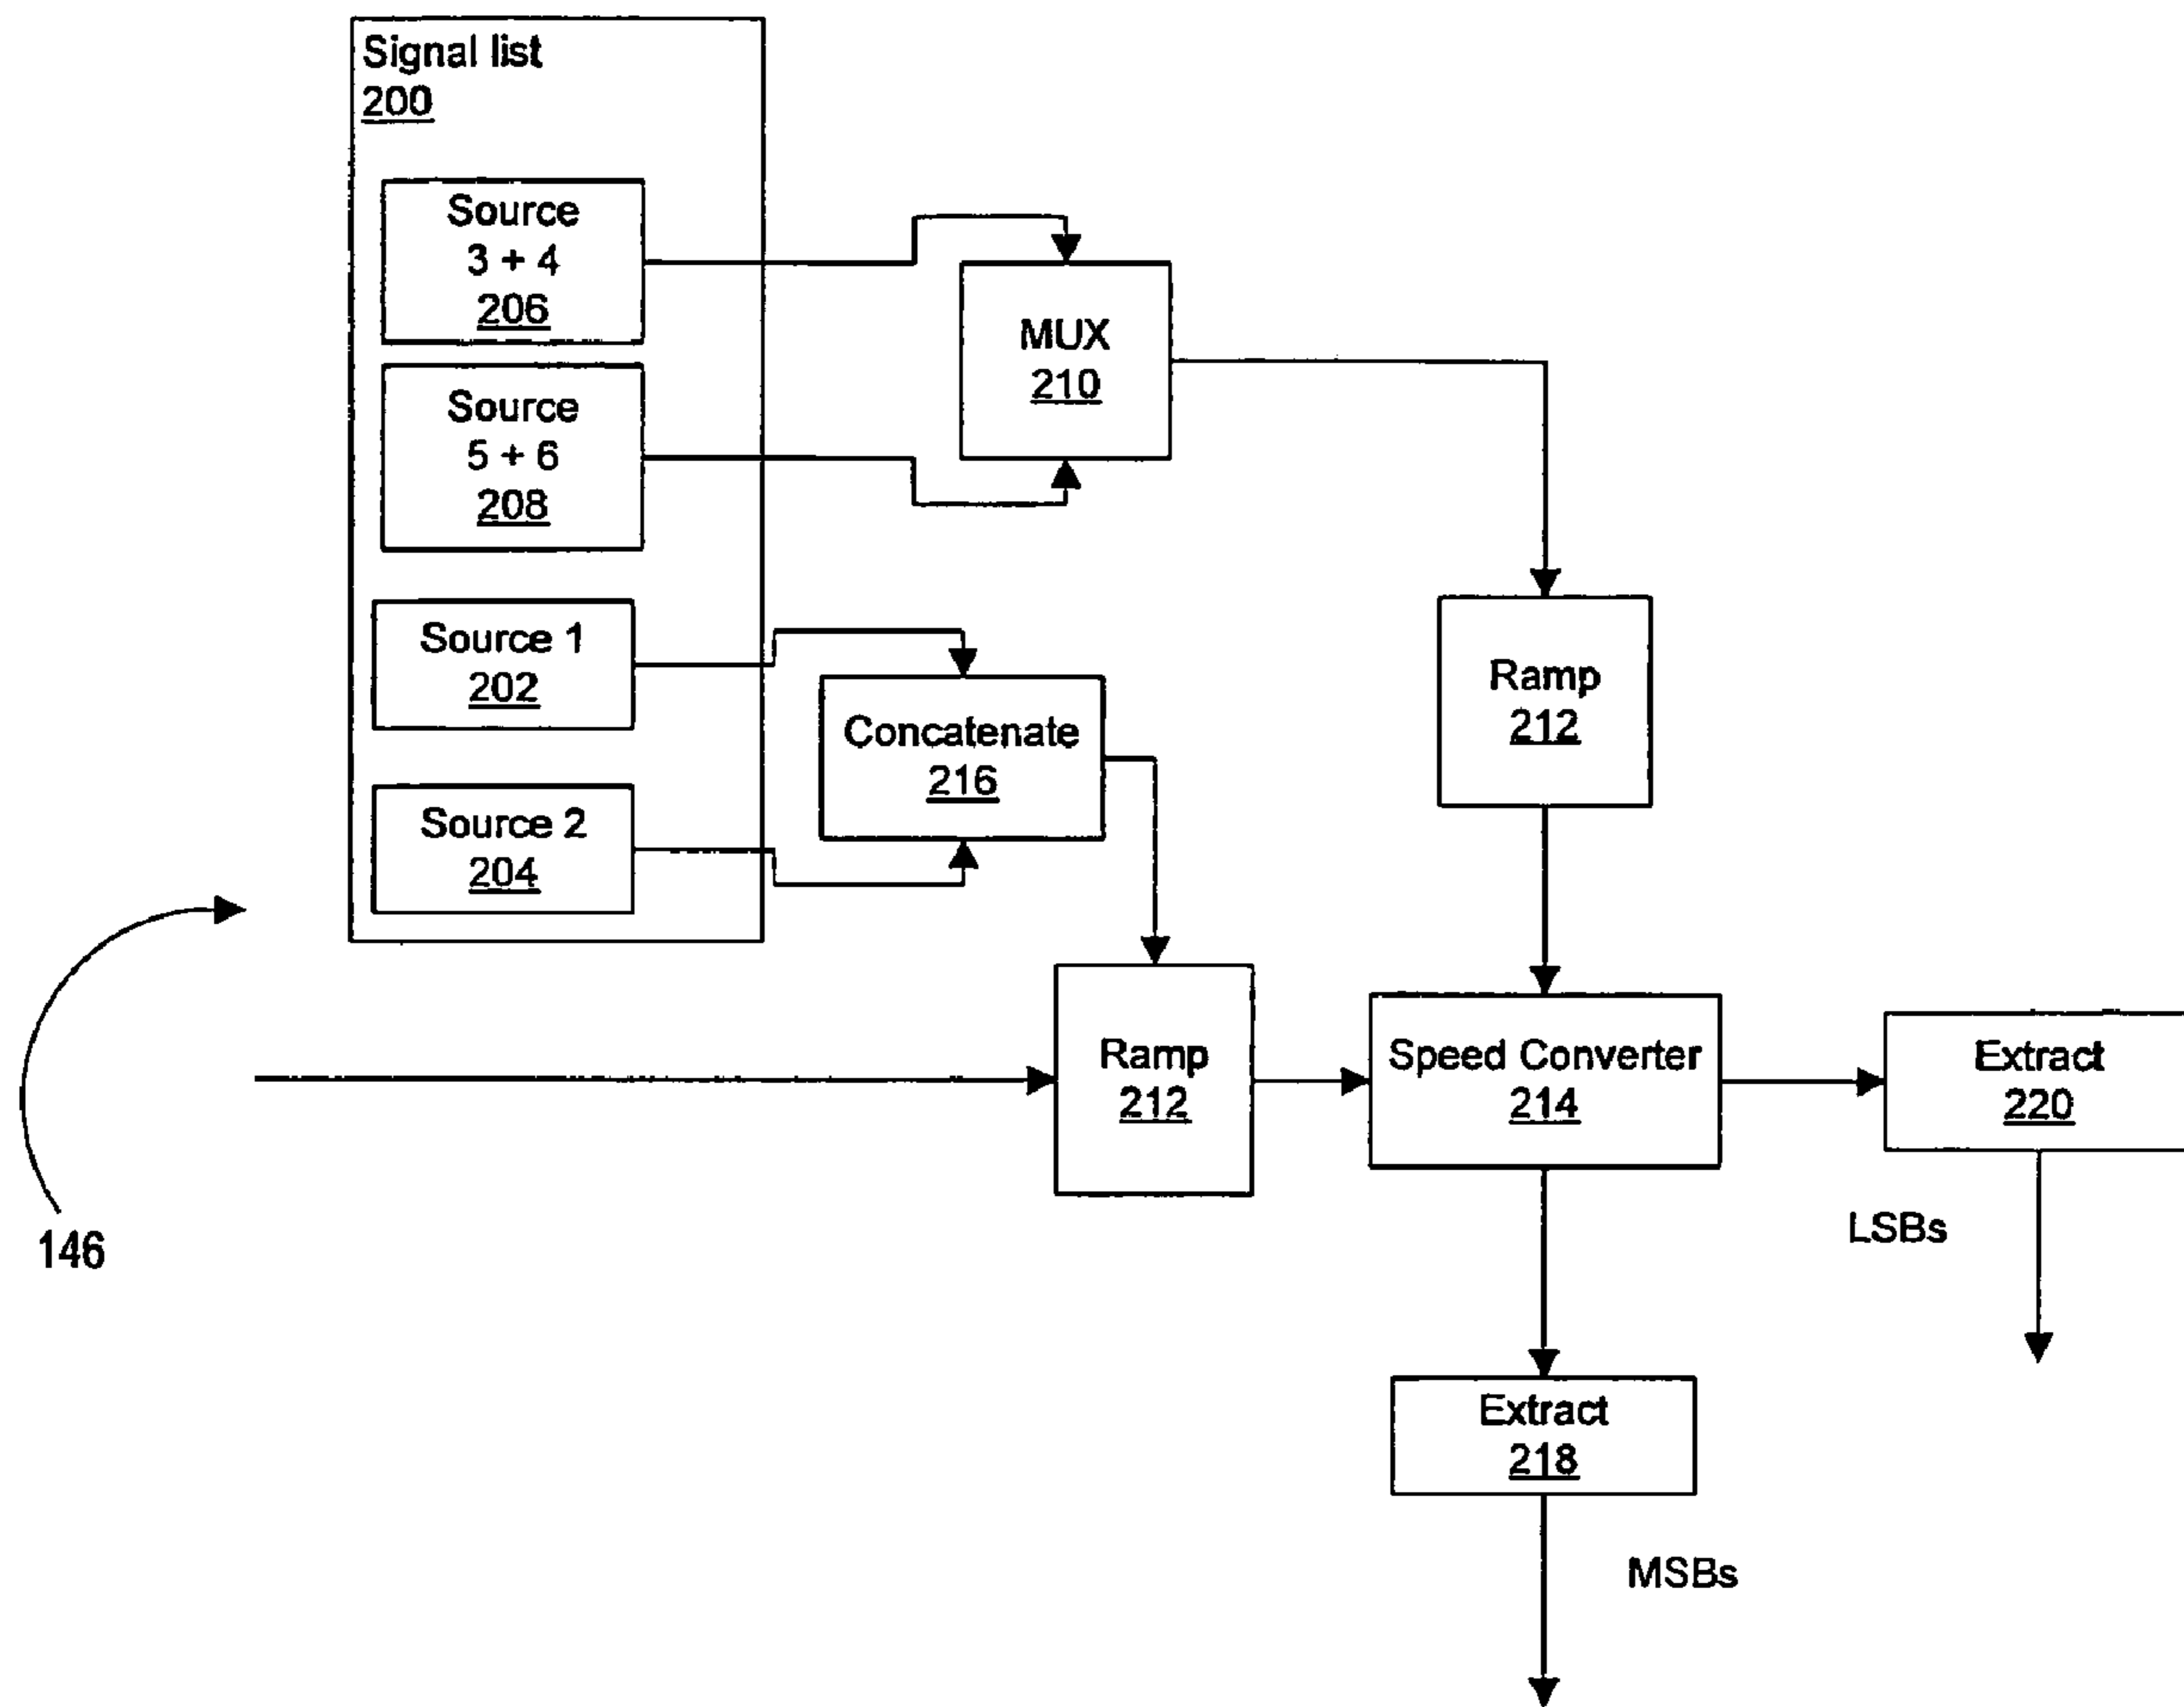 Signal list
200
Source
3 + 4
206
Source
5 + 6
208
MUX
210
Source 1
202
Concatenate
216
Source 2
204
Ramp
212
Ramp
212
Speed Converter
214
Extract
220
146
LSBs
Extract
218
MSBs